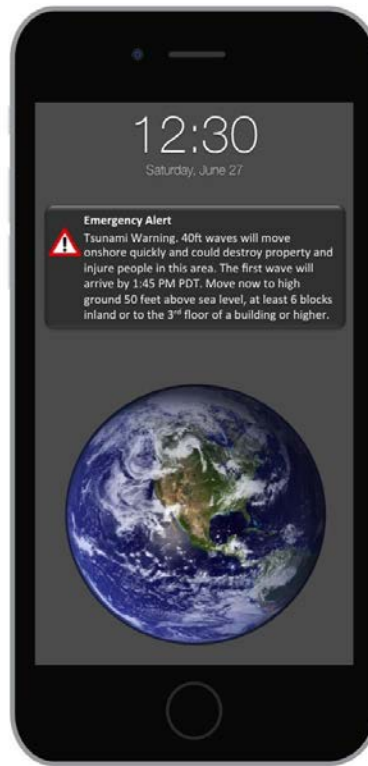 12:30
Saturday, June 27
Emergency Alert
Tsunami Warning. 40ft waves will move
onshore quickly and could destroy property and
injure people in this area. The first wave will
arrive by 1:45 PM PDT. Move now to high
ground 50 feet above sea level, at least 6 blocks
inland or to the 3rd floor of a building or higher.